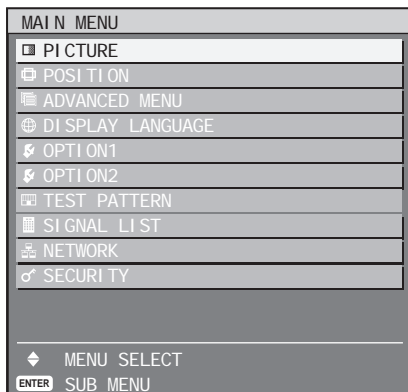 MAIN MENU
PICTURE
POSITION
ADVANCED MENU
DISPLAY LANGUAGE
OPTION1
OPTION2
TEST PATTERN
SIGNAL LIST
NETWORK
SECURITY
MENU SELECT
ENTER SUB MENU